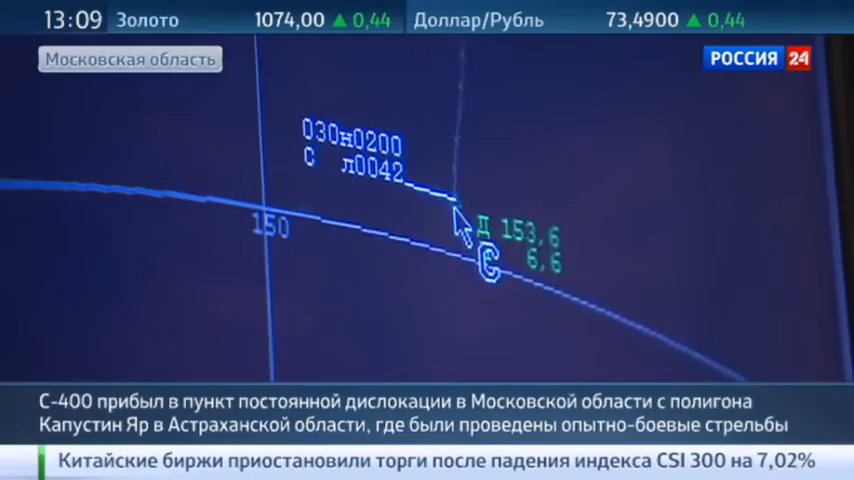 13:09 Золото 1074,00 ▲ 0,44 Доллар/Рубль 73,4900 ▲ 0,44
Московская область
РОССИЯ 24
030н0200
С л0042
150
Д 153,6
6,6
С
С-400 прибыл в пункт постоянной дислокации в Московской области с полигона
Капустин Яр в Астраханской области, где были проведены опытно-боевые стрельбы
Китайские биржи приостановили торги после падения индекса CSI 300 на 7,02%